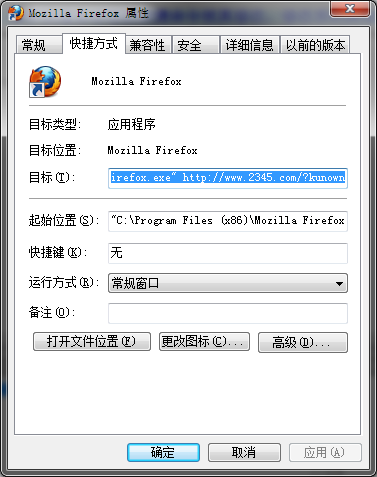 Mozilla Firefox 属性
常规 快捷方式 兼容性 安全 详细信息 以前的版本
Mozilla Firefox
目标类型: 应用程序
目标位置: Mozilla Firefox
目标(T): irefox.exe" http://www.2345.com/?kunown
起始位置(S): "C:\Program Files (x86)\Mozilla Firefox
快捷键(K): 无
运行方式(R): 常规窗口
备注(O):
打开文件位置(F) 更改图标(C)... 高级(D)...
确定 取消 应用(A)